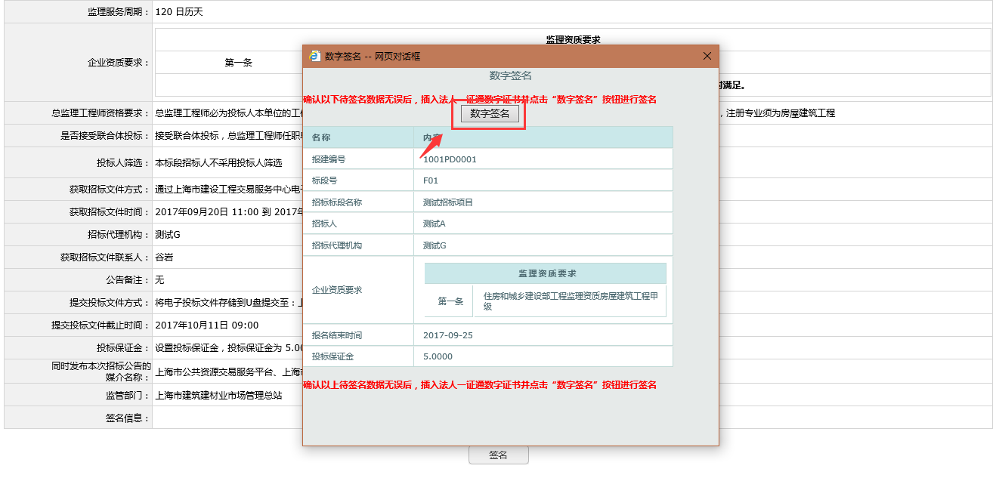 监理服务周期： 120 日历天
监理资质要求
企业资质要求： 第一条
时满足。
总监理工程师资格要求： 总监理工程师必为投标人本单位的工 ，注册专业须为房屋建筑工程
是否接受联合体投标： 接受联合体投标，总监理工程师任职
投标人筛选： 本标段招标人不采用投标人筛选
获取招标文件方式： 通过上海市建设工程交易服务中心电
获取招标文件时间： 2017年09月20日 11:00 到 2017年
招标代理机构： 测试G
获取招标文件联系人： 谷岩
公告备注： 无
提交投标文件方式： 将电子投标文件存储到U盘提交至：上
提交投标文件截止时间： 2017年10月11日 09:00
投标保证金： 设置投标保证金，投标保证金为 5.00
同时发布本次招标公告的
媒介名称： 上海市公共资源交易服务平台、上海
监管部门： 上海市建筑建材业市场管理总站
签名信息：
签名
数字签名 -- 网页对话框
数字签名
确认以下待签名数据无误后，插入法人一证通数字证书并点击“数字签名”按钮进行签名
数字签名
名称 内容
报建编号 1001PD0001
标段号 F01
招标标段名称 测试招标项目
招标人 测试A
招标代理机构 测试G
企业资质要求
监理资质要求
第一条 住房和城乡建设部工程监理资质房屋建筑工程甲
级
报名结束时间 2017-09-25
投标保证金 5.0000
确认以上待签名数据无误后，插入法人一证通数字证书并点击“数字签名”按钮进行签名